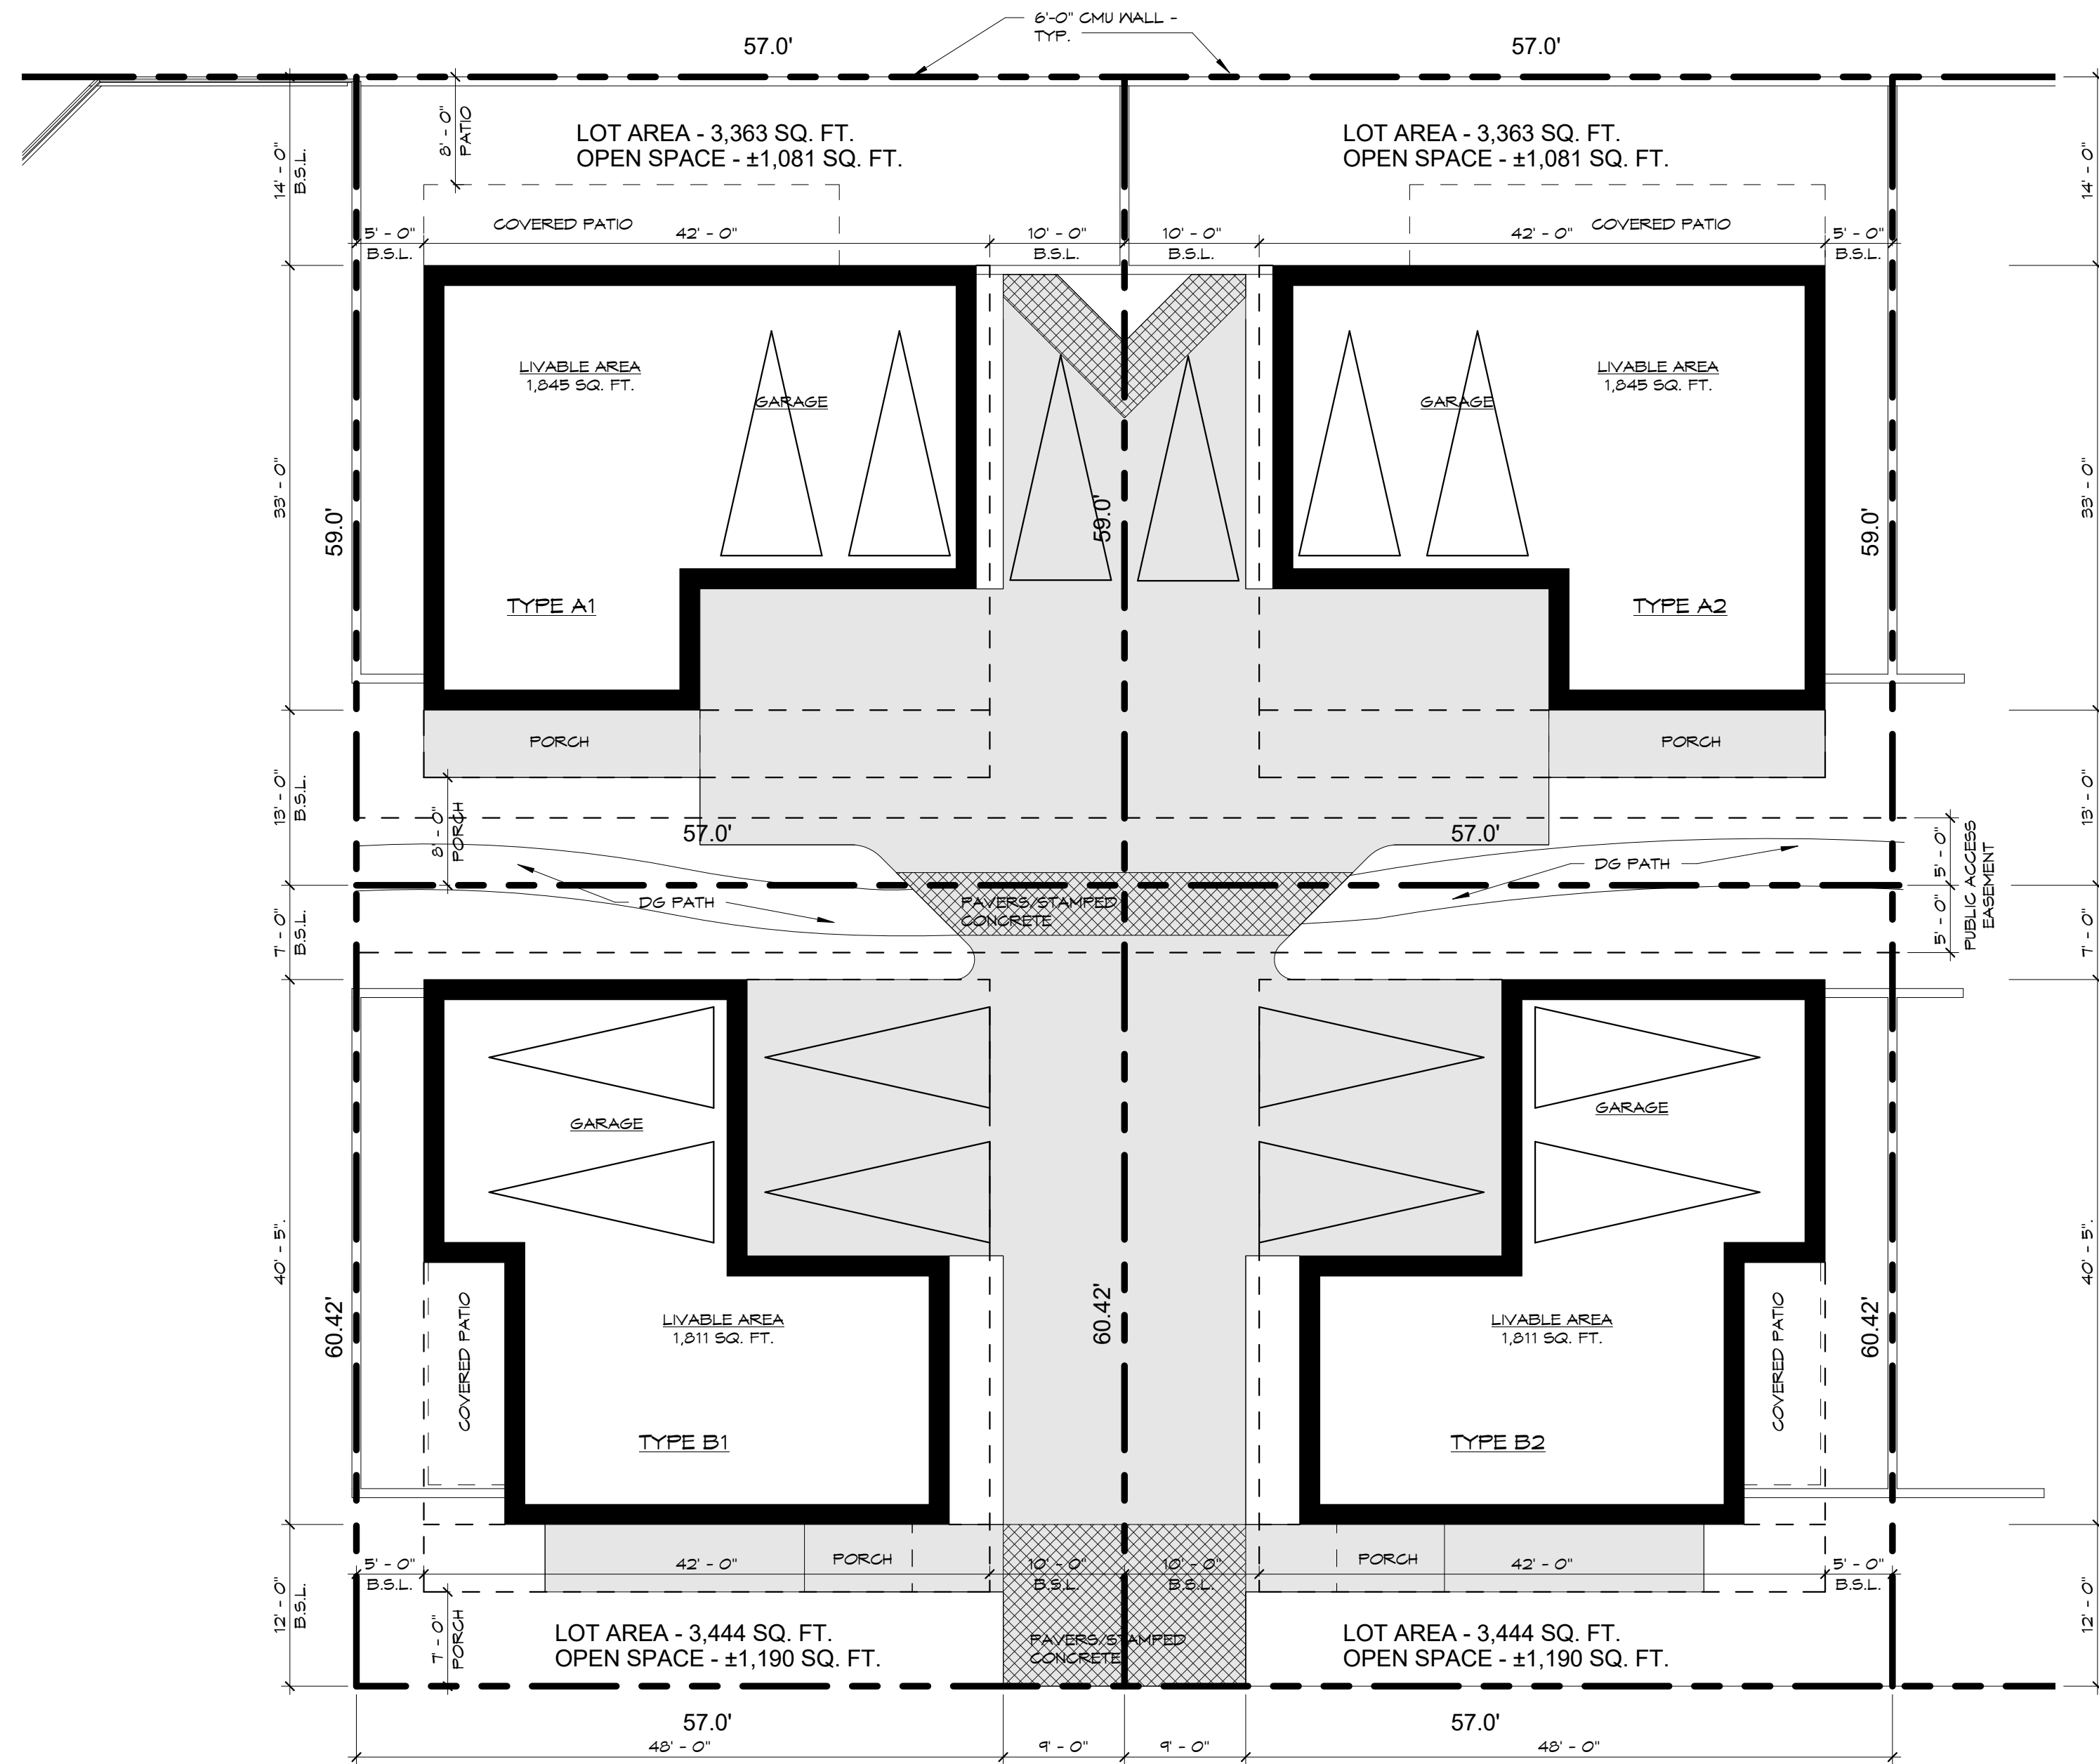 6'-0" CMU WALL -
TYP.
57.0'
57.0'
8' - 0"
PATIO
14' - 0"
B.S.L.
LOT AREA - 3,363 SQ. FT.
OPEN SPACE - ±1,081 SQ. FT.
LOT AREA - 3,363 SQ. FT.
OPEN SPACE - ±1,081 SQ. FT.
14' - 0"
COVERED PATIO
COVERED PATIO
5' - 0"
B.S.L.
42' - 0"
10' - 0"
B.S.L.
10' - 0"
B.S.L.
42' - 0"
5' - 0"
B.S.L.
LIVABLE AREA
1,845 SQ. FT.
GARAGE
GARAGE
LIVABLE AREA
1,845 SQ. FT.
33' - 0"
59.0'
59.0'
59.0'
33' - 0"
TYPE A1
TYPE A2
PORCH
PORCH
13' - 0"
B.S.L.
8' - 0"
PORCH
57.0'
57.0'
13' - 0"
5' - 0"
5' - 0"
PUBLIC ACCESS
EASEMENT
DG PATH
DG PATH
PAVERS/STAMPED
CONCRETE
7' - 0"
B.S.L.
7' - 0"
GARAGE
GARAGE
40' - 5".
60.42'
60.42'
60.42'
40' - 5".
COVERED PATIO
LIVABLE AREA
1,811 SQ. FT.
LIVABLE AREA
1,811 SQ. FT.
COVERED PATIO
TYPE B1
TYPE B2
PORCH
PORCH
5' - 0"
B.S.L.
42' - 0"
10' - 0"
B.S.L.
10' - 0"
B.S.L.
42' - 0"
5' - 0"
B.S.L.
12' - 0"
B.S.L.
7' - 0"
PORCH
12' - 0"
LOT AREA - 3,444 SQ. FT.
OPEN SPACE - ±1,190 SQ. FT.
PAVERS/STAMPED
CONCRETE
LOT AREA - 3,444 SQ. FT.
OPEN SPACE - ±1,190 SQ. FT.
57.0'
57.0'
48' - 0"
9' - 0"
9' - 0"
48' - 0"